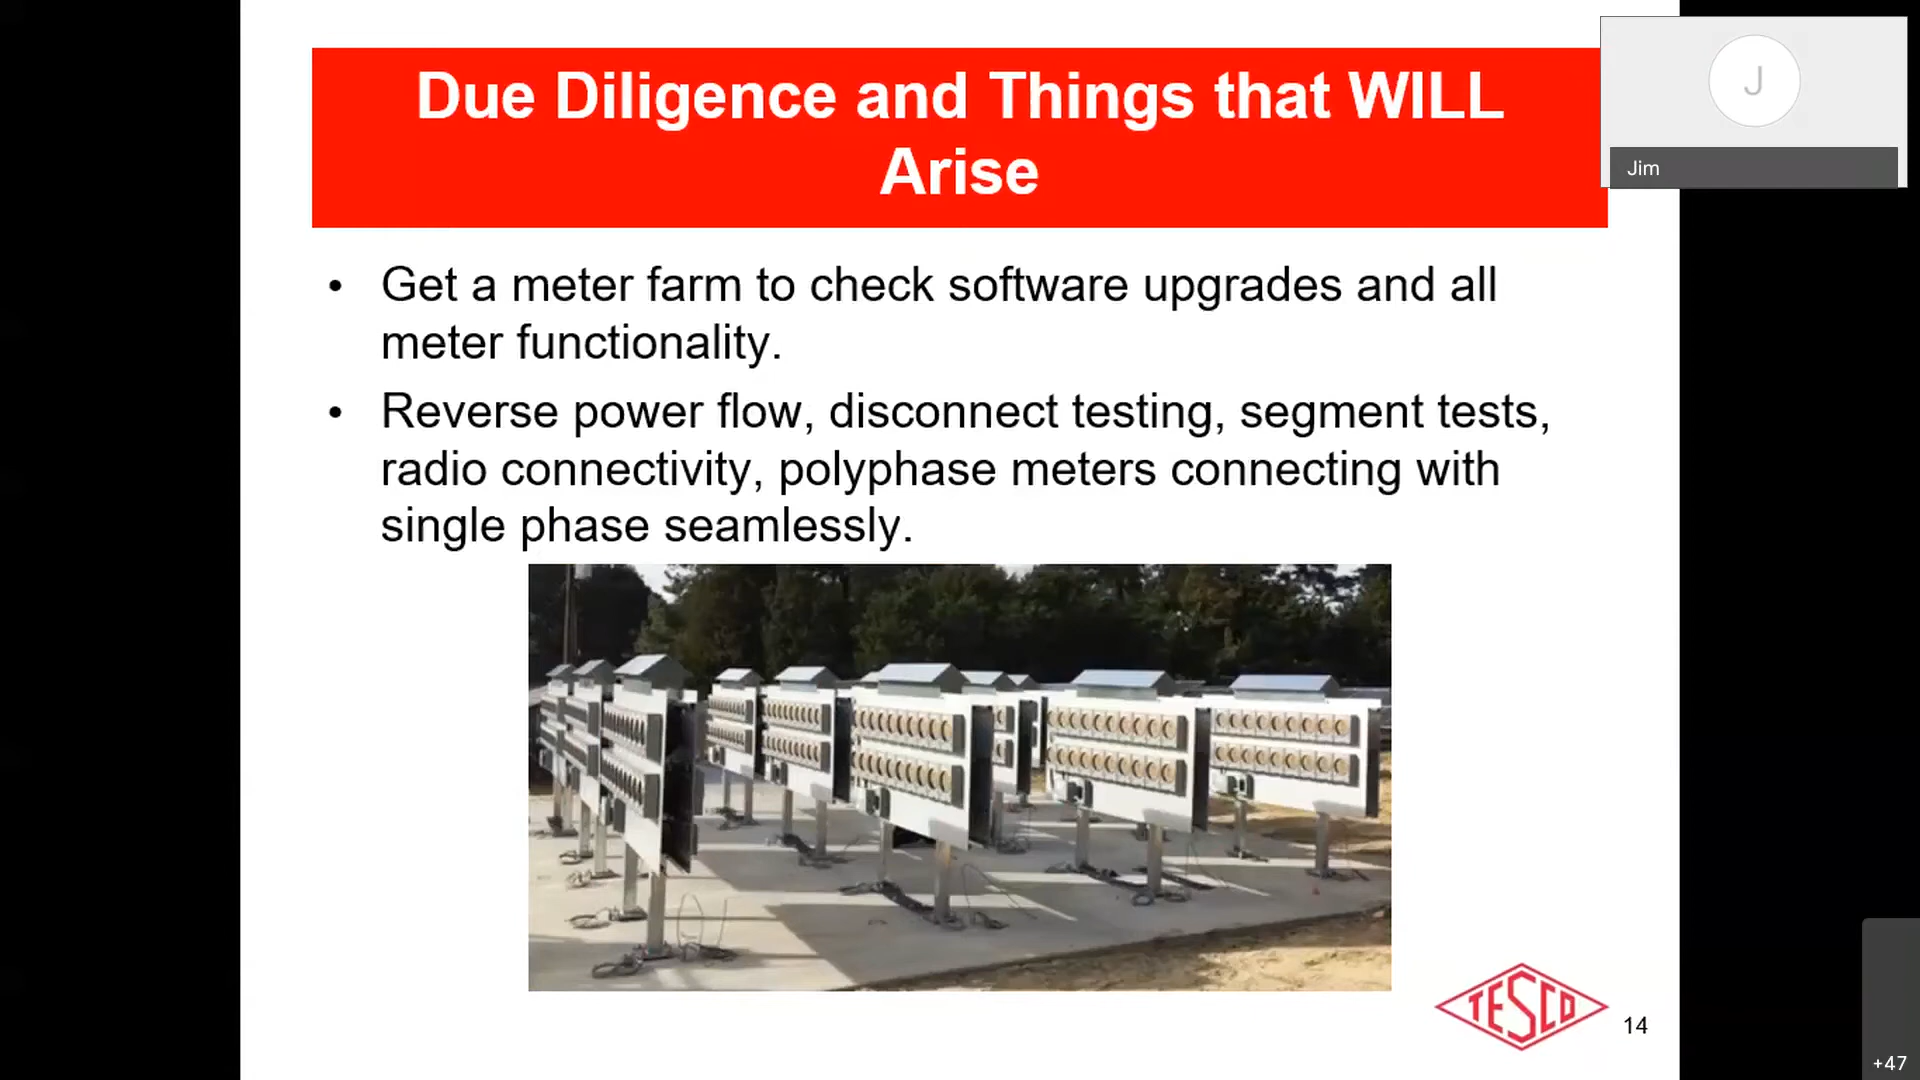 Due Diligence and Things that WILL
Arise
J
Jim
• Get a meter farm to check software upgrades and all
meter functionality.
• Reverse power flow, disconnect testing, segment tests,
radio connectivity, polyphase meters connecting with
single phase seamlessly.
TESCO
14
+47